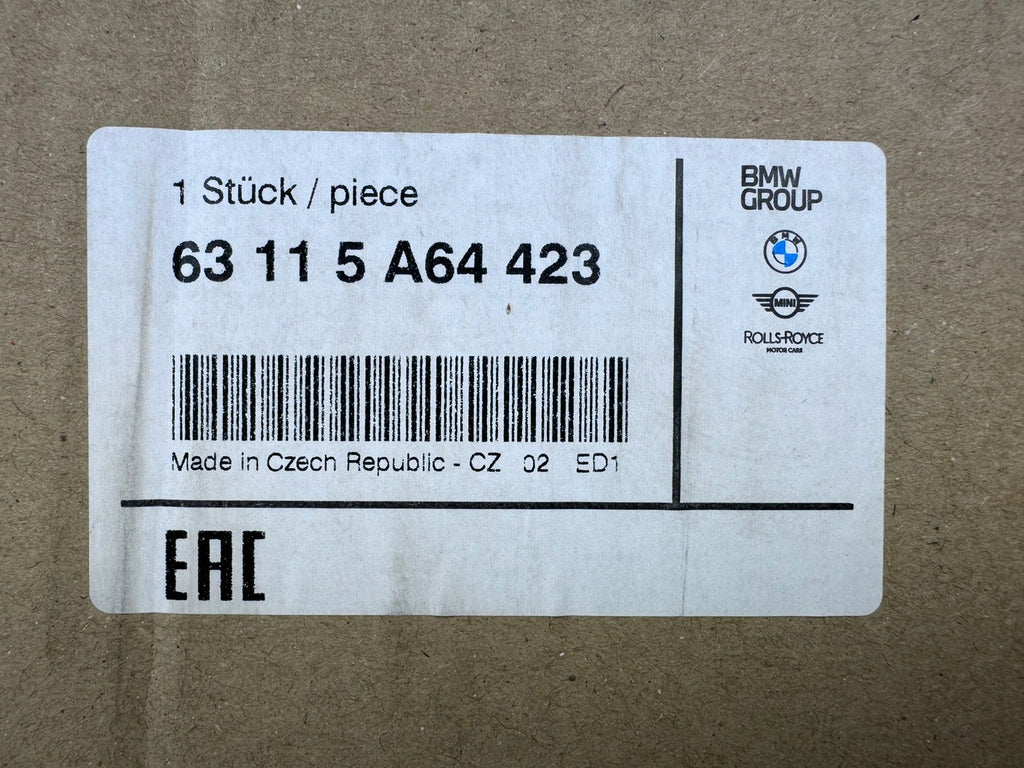 1 Stück / piece
63 11 5 A64 423
Made in Czech Republic - CZ 02 ED1
EAC
BMW
GROUP
BMW
MINI
ROLLS-ROYCE
MOTOR CARS